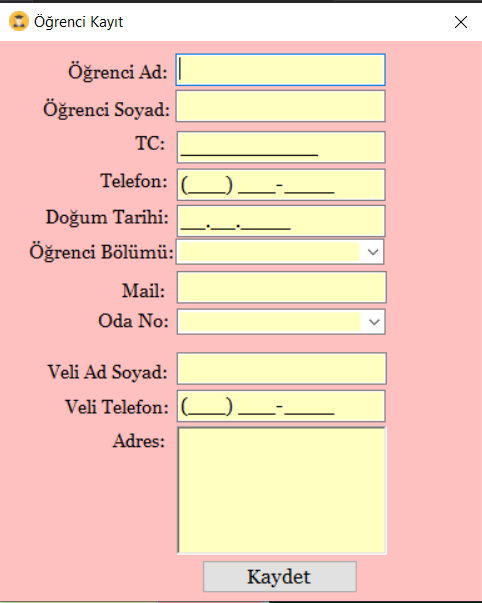 Öğrenci Kayıt
Öğrenci Ad:
Öğrenci Soyad:
TC: ___________
Telefon: (___) ___-____
Doğum Tarihi: __.__.____
Öğrenci Bölümü:
Mail:
Oda No:
Veli Ad Soyad:
Veli Telefon: (___) ___-____
Adres:
Kaydet